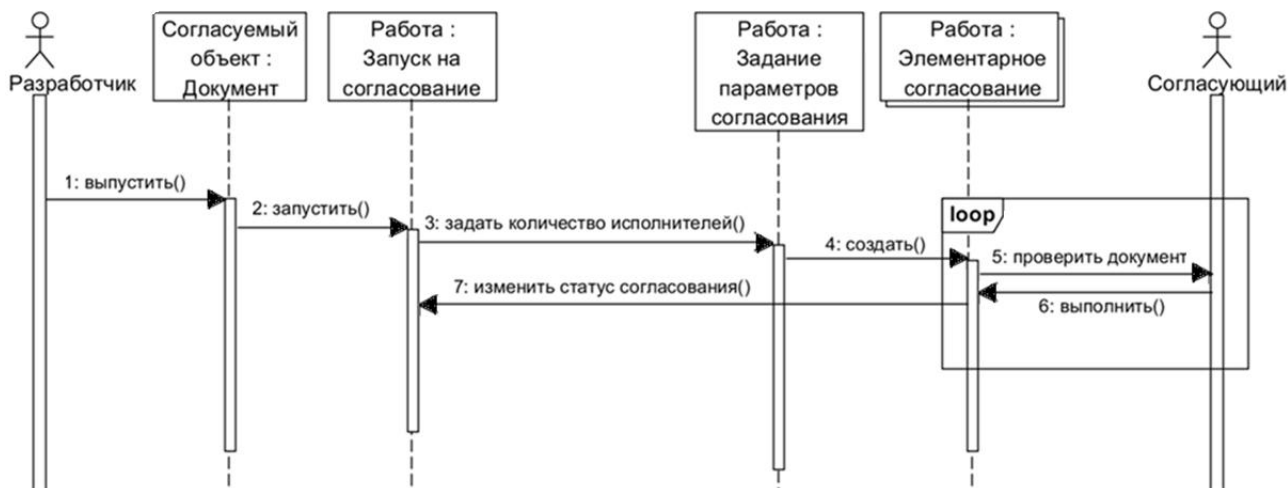 Разработчик
Согласуемый
объект :
Документ
Работа :
Запуск на
согласование
Работа :
Задание
параметров
согласования
Работа :
Элементарное
согласование
Согласующий
1: выпустить()
2: запустить()
3: задать количество исполнителей()
4: создать()
loop
5: проверить документ
7: изменить статус согласования()
6: выполнить()